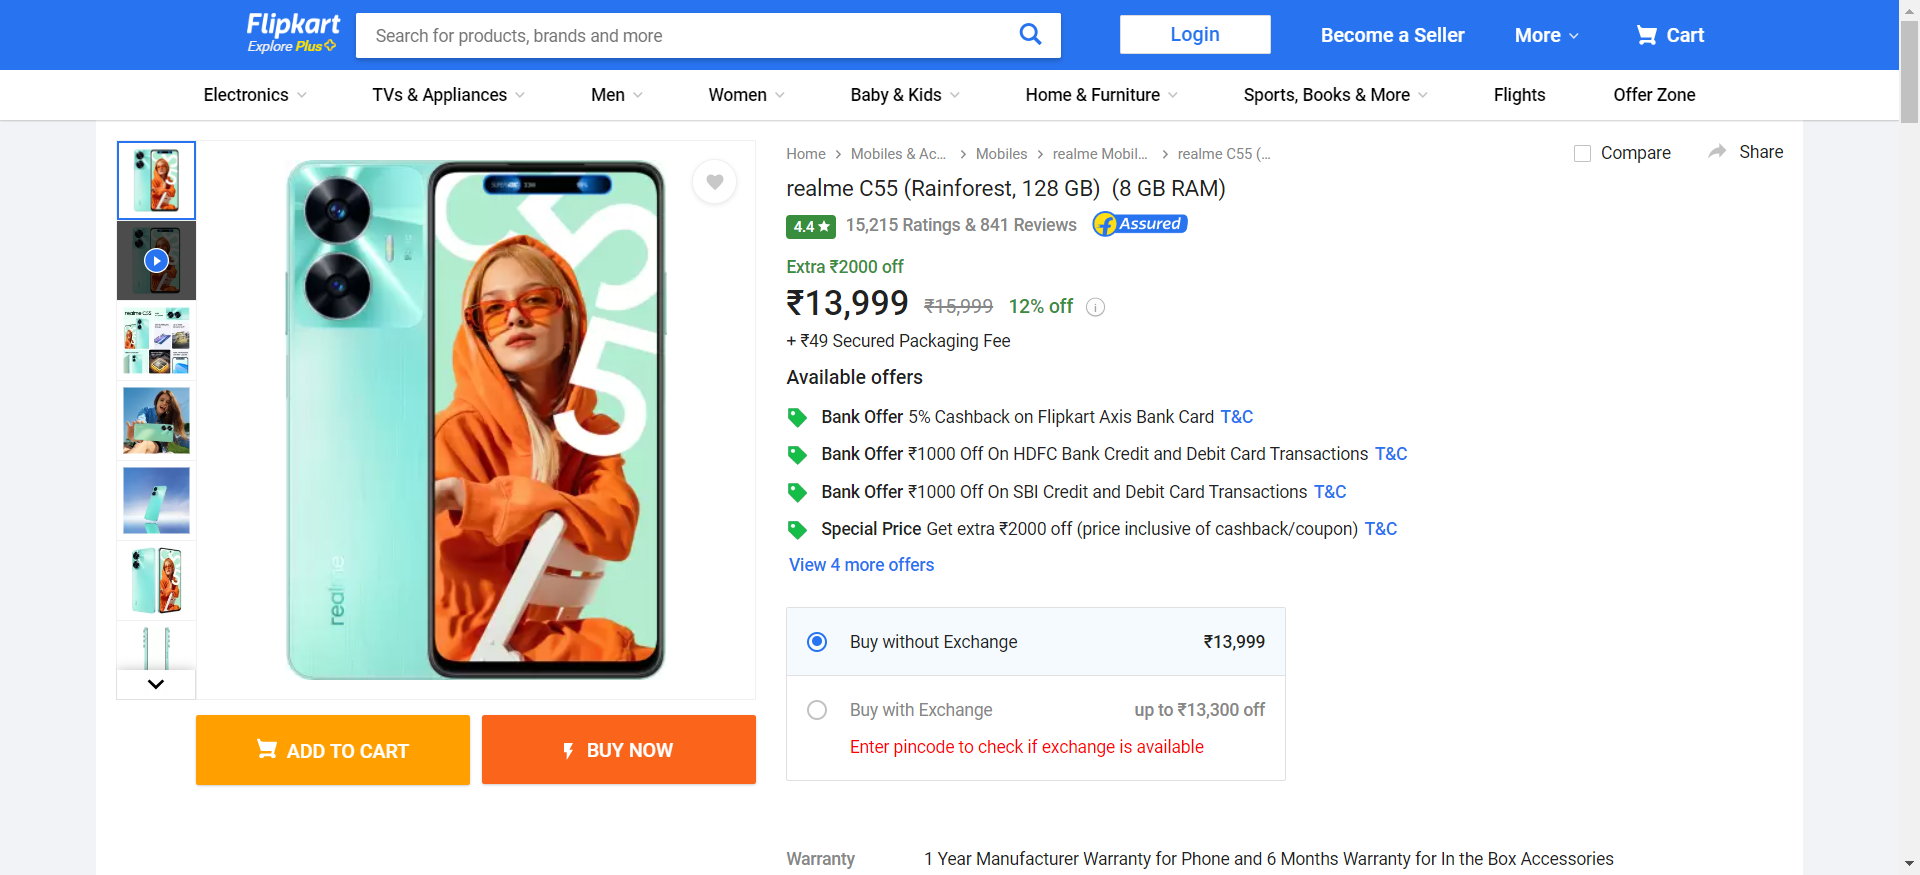 Flipkart
Explore Plus
Search for products, brands and more
Login
Become a Seller
More
Cart
Electronics
TVs & Appliances
Men
Women
Baby & Kids
Home & Furniture
Sports, Books & More
Flights
Offer Zone
Home
Mobiles & Ac...
Mobiles
realme Mobil...
realme C55 (...
Compare
Share
realme C55 (Rainforest, 128 GB)  (8 GB RAM)
4.4 ★
15,215 Ratings & 841 Reviews
Assured
Extra ₹2000 off
₹13,999 ₹15,999 12% off
+ ₹49 Secured Packaging Fee
Available offers
Bank Offer 5% Cashback on Flipkart Axis Bank Card T&C
Bank Offer ₹1000 Off On HDFC Bank Credit and Debit Card Transactions T&C
Bank Offer ₹1000 Off On SBI Credit and Debit Card Transactions T&C
Special Price Get extra ₹2000 off (price inclusive of cashback/coupon) T&C
View 4 more offers
Buy without Exchange ₹13,999
Buy with Exchange up to ₹13,300 off
Enter pincode to check if exchange is available
realme C55
C55
realme
ADD TO CART
BUY NOW
Warranty 1 Year Manufacturer Warranty for Phone and 6 Months Warranty for In the Box Accessories